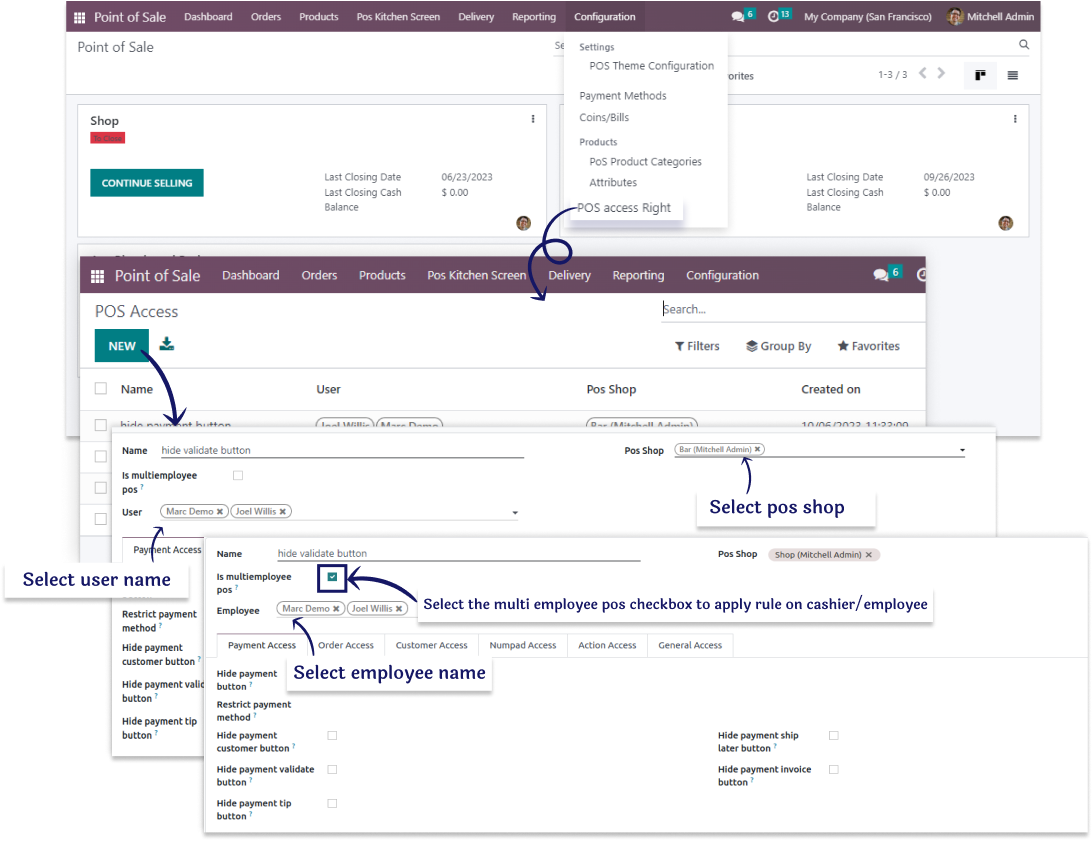 Point of Sale Dashboard Orders Products Pos Kitchen Screen Delivery Reporting Configuration 6 13 My Company (San Francisco) Mitchell Admin
Point of Sale
Se
Settings
POS Theme Configuration
Payment Methods
Coins/Bills
Products
PoS Product Categories
Attributes
POS access Right
orites
1-3 / 3
Shop
To Close
CONTINUE SELLING
Last Closing Date 06/23/2023
Last Closing Cash $ 0.00
Balance
Last Closing Date 09/26/2023
Last Closing Cash $ 0.00
Balance
Point of Sale Dashboard Orders Products Pos Kitchen Screen Delivery Reporting Configuration 6
POS Access
Search...
NEW
Filters Group By Favorites
Name User Pos Shop Created on
hide payment button Joel Willis Marc Demo Bar (Mitchell Admin) 10/06/2023 11:33:09
Name hide validate button Pos Shop Bar (Mitchell Admin) ✖
Is multiemployee
pos ?
User Marc Demo ✖ Joel Willis ✖
Select pos shop
Payment Access
Select user name
Restrict payment
method ?
Hide payment
customer button ?
Hide payment valid
button ?
Hide payment tip
button ?
Name hide validate button Pos Shop Shop (Mitchell Admin) ✕
Is multiemployee
pos ?
Select the multi employee pos checkbox to apply rule on cashier/employee
Employee Marc Demo ✖ Joel Willis ✖
Payment Access Order Access Customer Access Numpad Access Action Access General Access
Select employee name
Hide payment
button ?
Restrict payment
method ?
Hide payment
customer button ?
Hide payment ship
later button ?
Hide payment validate
button ?
Hide payment invoice
button ?
Hide payment tip
button ?